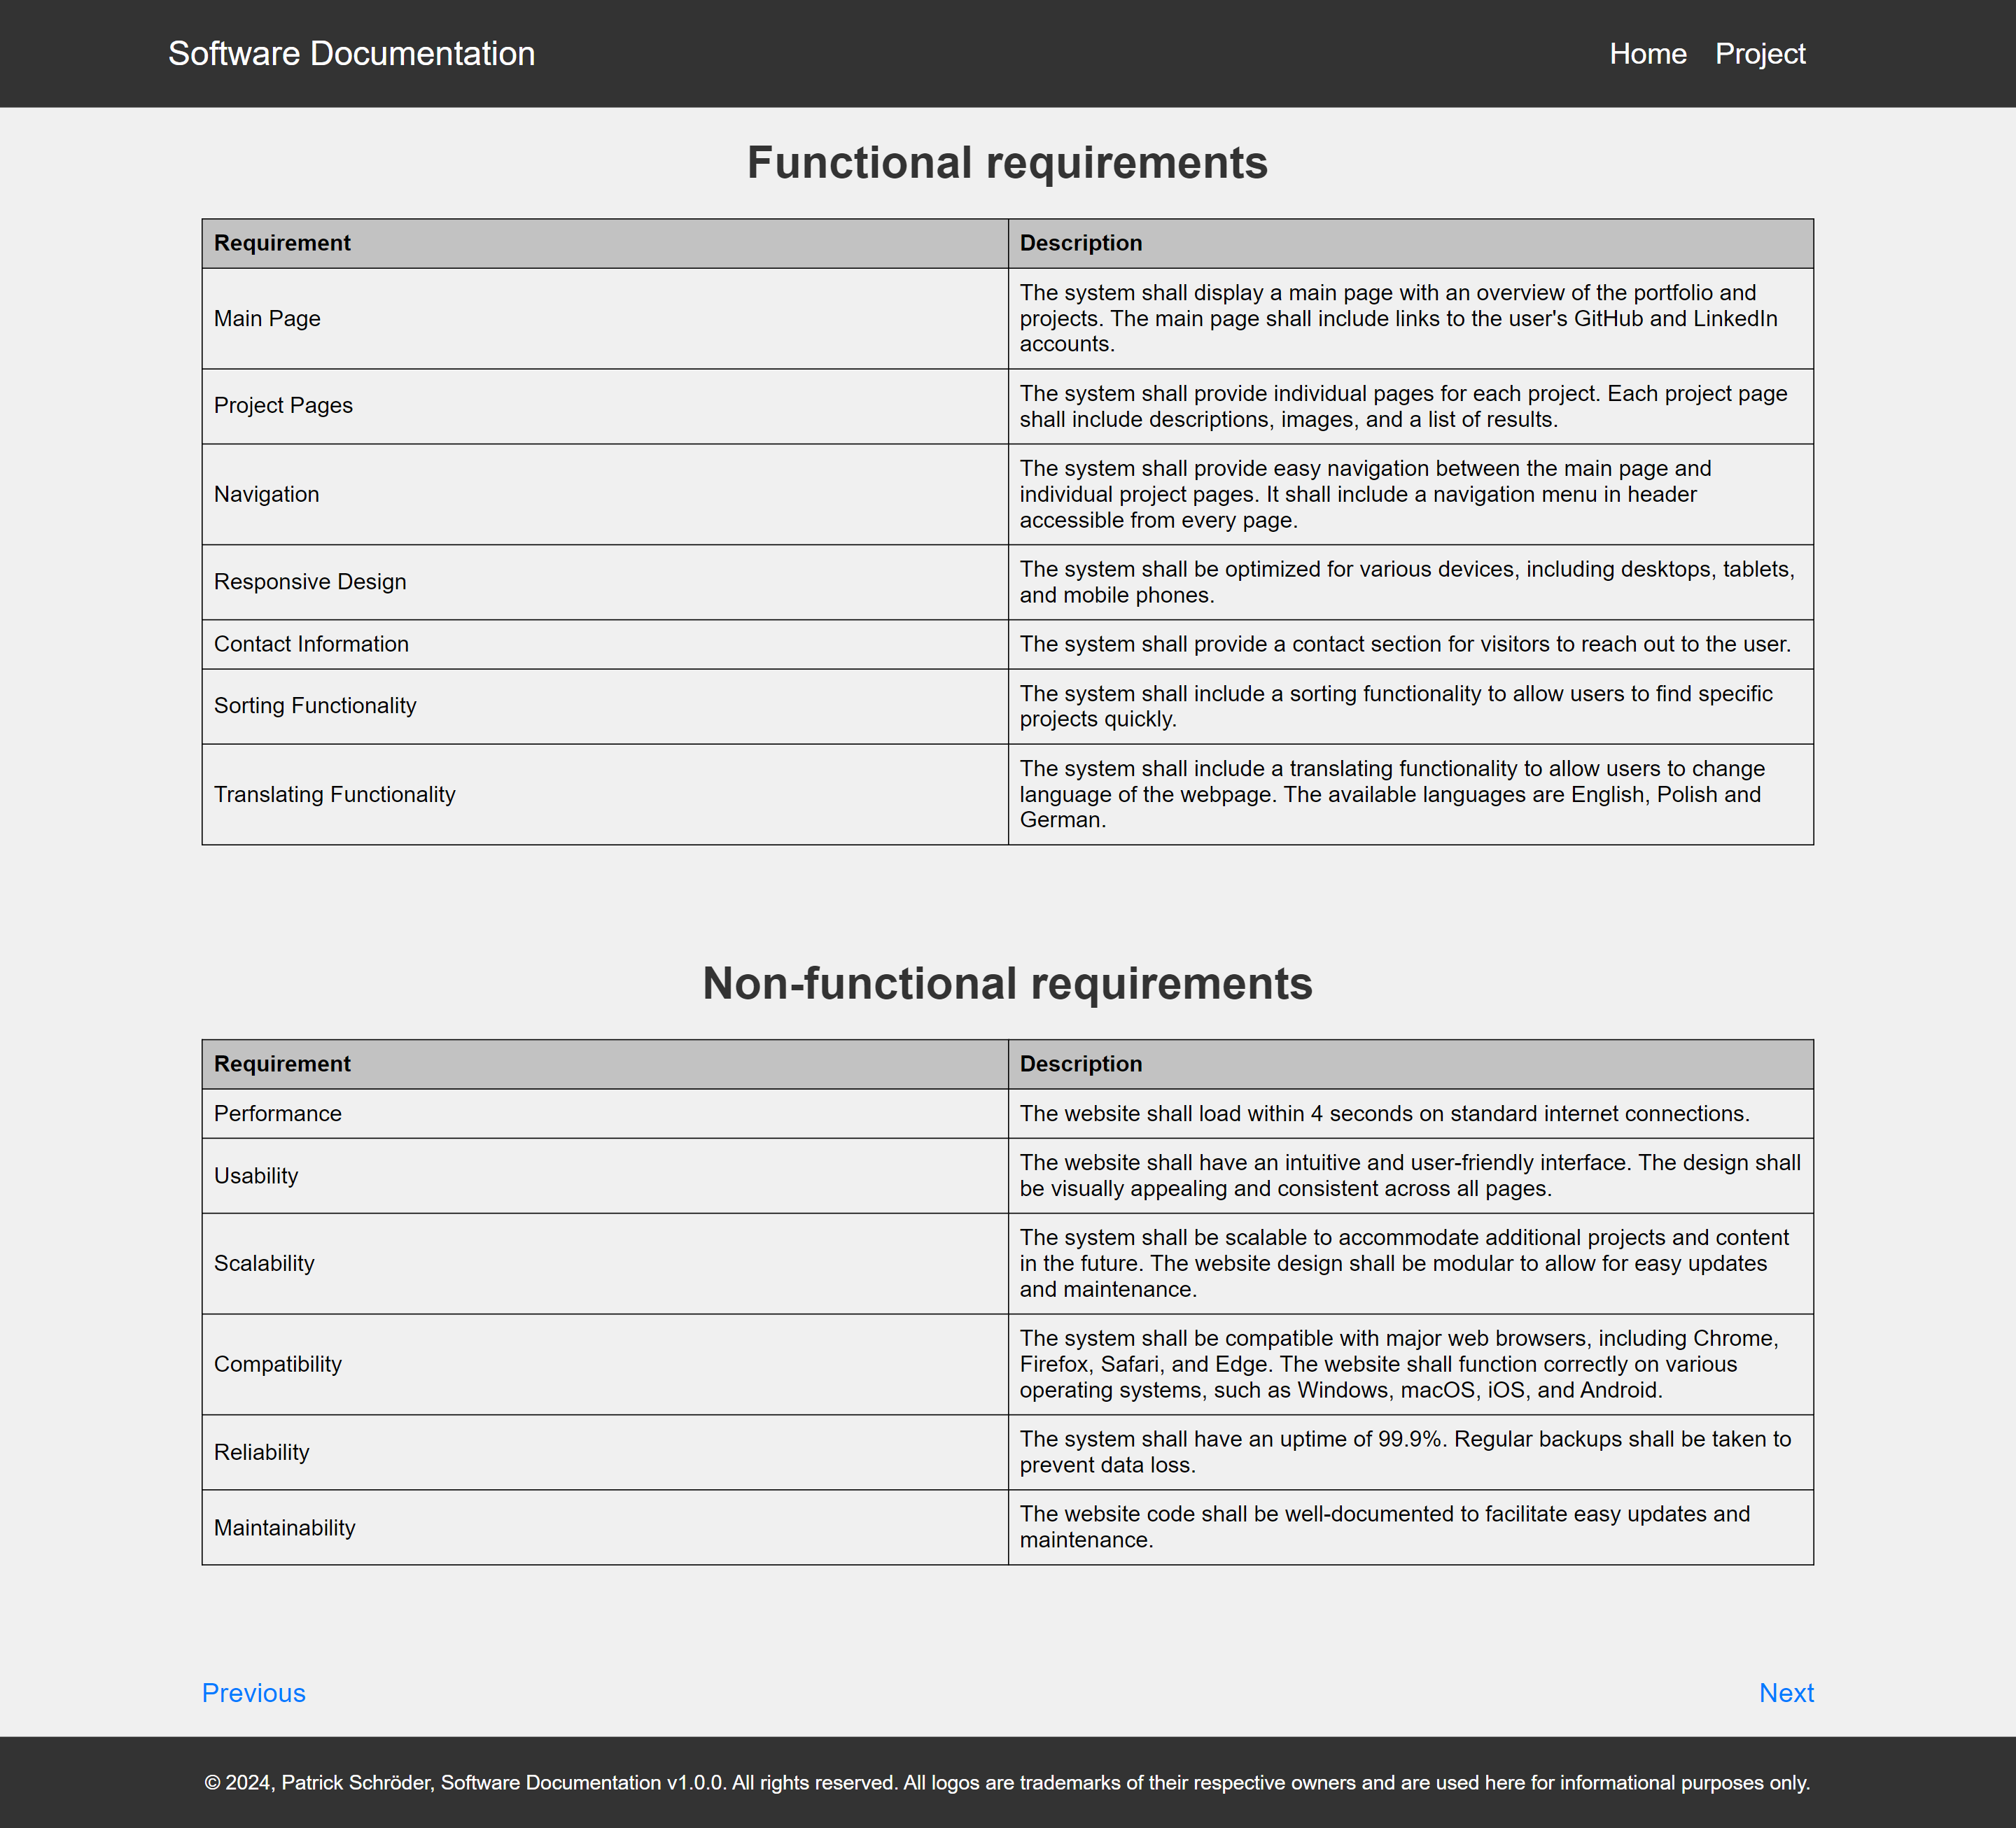 Software Documentation
Home Project
Functional requirements
Requirement Description
Main Page
The system shall display a main page with an overview of the portfolio and
projects. The main page shall include links to the user's GitHub and LinkedIn
accounts.
Project Pages
The system shall provide individual pages for each project. Each project page
shall include descriptions, images, and a list of results.
Navigation
The system shall provide easy navigation between the main page and
individual project pages. It shall include a navigation menu in header
accessible from every page.
Responsive Design
The system shall be optimized for various devices, including desktops, tablets,
and mobile phones.
Contact Information
The system shall provide a contact section for visitors to reach out to the user.
Sorting Functionality
The system shall include a sorting functionality to allow users to find specific
projects quickly.
Translating Functionality
The system shall include a translating functionality to allow users to change
language of the webpage. The available languages are English, Polish and
German.
Non-functional requirements
Requirement Description
Performance
The website shall load within 4 seconds on standard internet connections.
Usability
The website shall have an intuitive and user-friendly interface. The design shall
be visually appealing and consistent across all pages.
Scalability
The system shall be scalable to accommodate additional projects and content
in the future. The website design shall be modular to allow for easy updates
and maintenance.
Compatibility
The system shall be compatible with major web browsers, including Chrome,
Firefox, Safari, and Edge. The website shall function correctly on various
operating systems, such as Windows, macOS, iOS, and Android.
Reliability
The system shall have an uptime of 99.9%. Regular backups shall be taken to
prevent data loss.
Maintainability
The website code shall be well-documented to facilitate easy updates and
maintenance.
Previous Next
© 2024, Patrick Schröder, Software Documentation v1.0.0. All rights reserved. All logos are trademarks of their respective owners and are used here for informational purposes only.